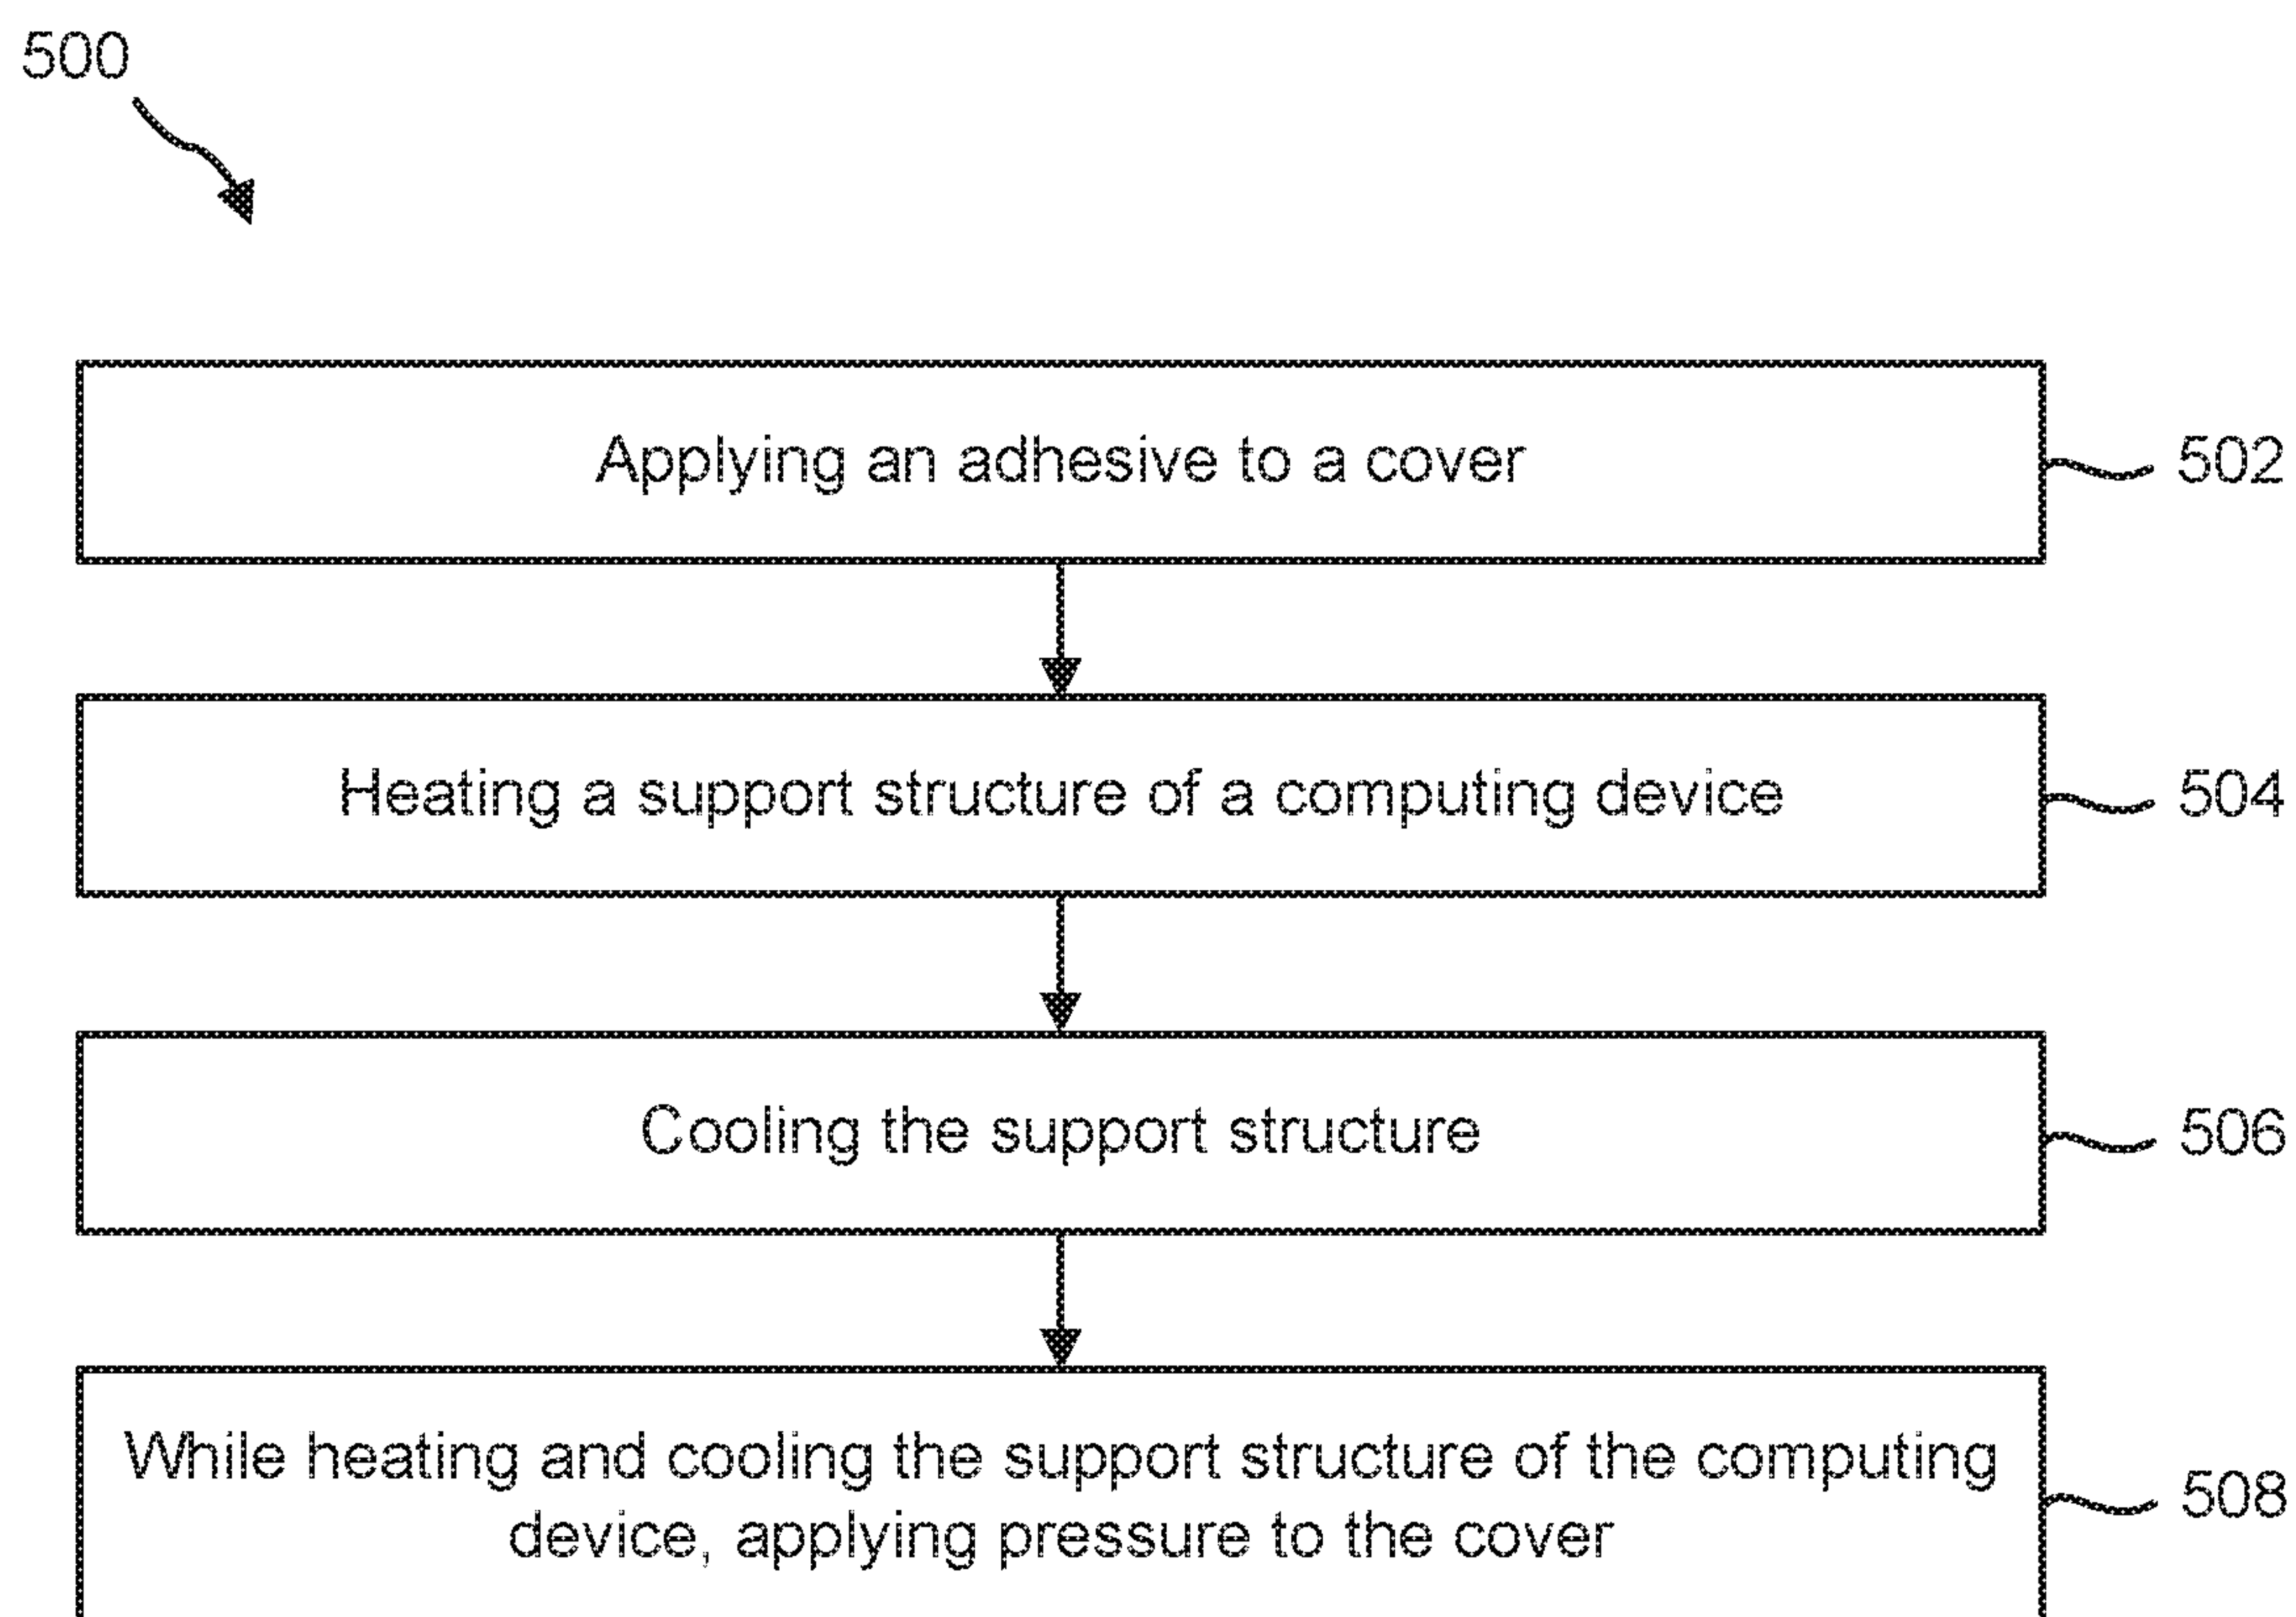 500
Applying an adhesive to a cover
502
Heating a support structure of a computing device
504
Cooling the support structure
506
While heating and cooling the support structure of the computing
device, applying pressure to the cover
508